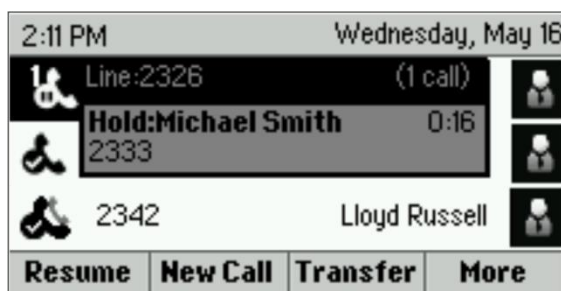 2:11 PM Wednesday, May 16
1 Line:2326 (1 call)
Hold:Michael Smith 0:16
2333
2342 Lloyd Russell
Resume New Call Transfer More